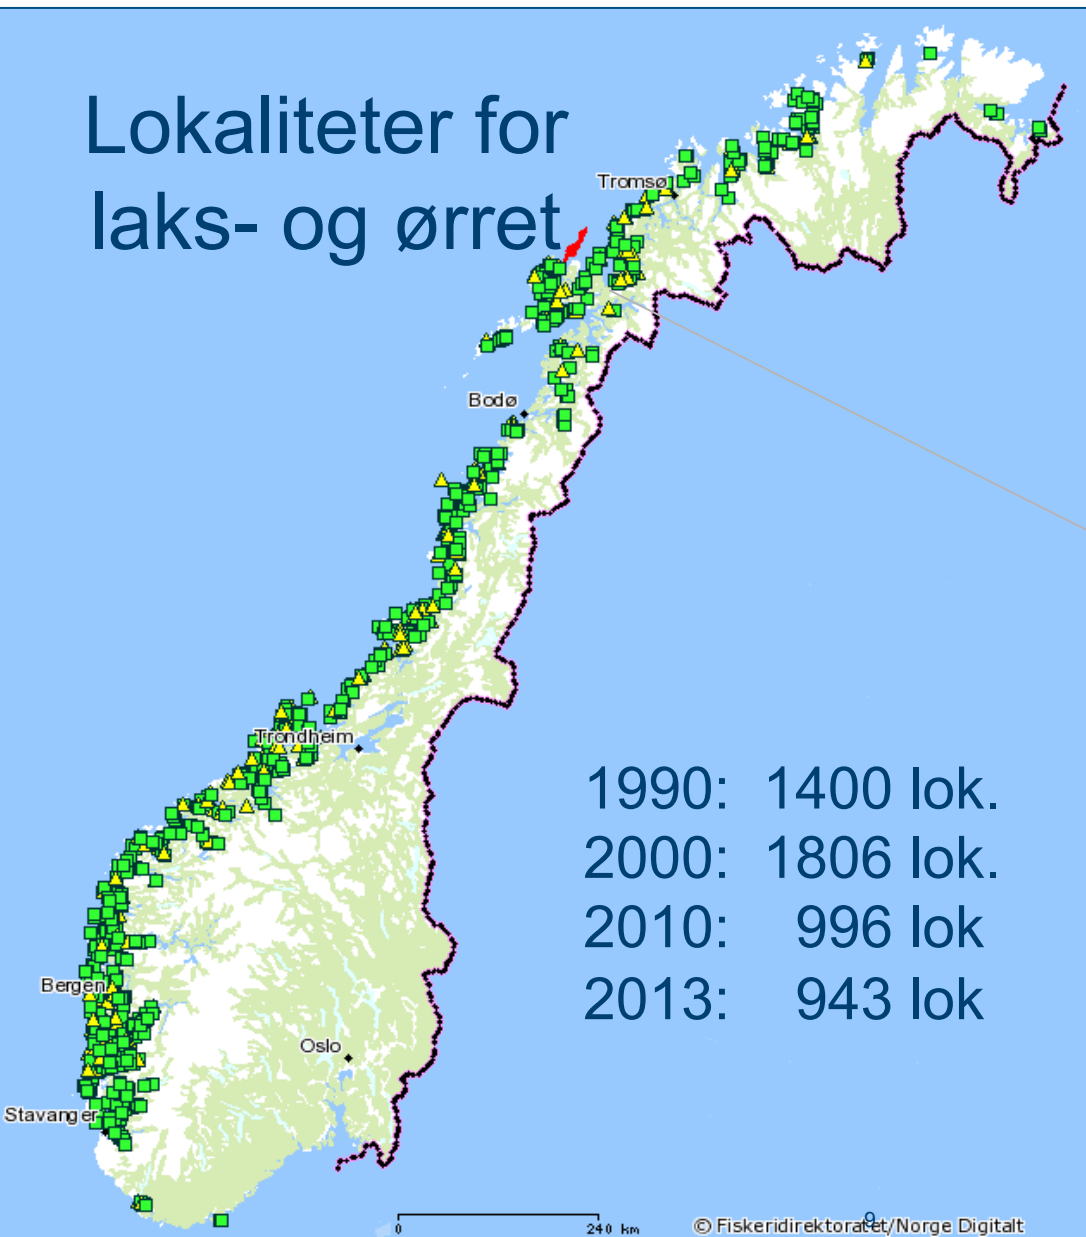 Lokaliteter for
laks- og ørret
Tromsø
Bodø
Trondheim
1990: 1400 lok.
2000: 1806 lok.
2010: 996 lok
2013: 943 lok
Bergen
Oslo
Stavanger
0 240 km
9
© Fiskeridirektoratet/Norge Digitalt